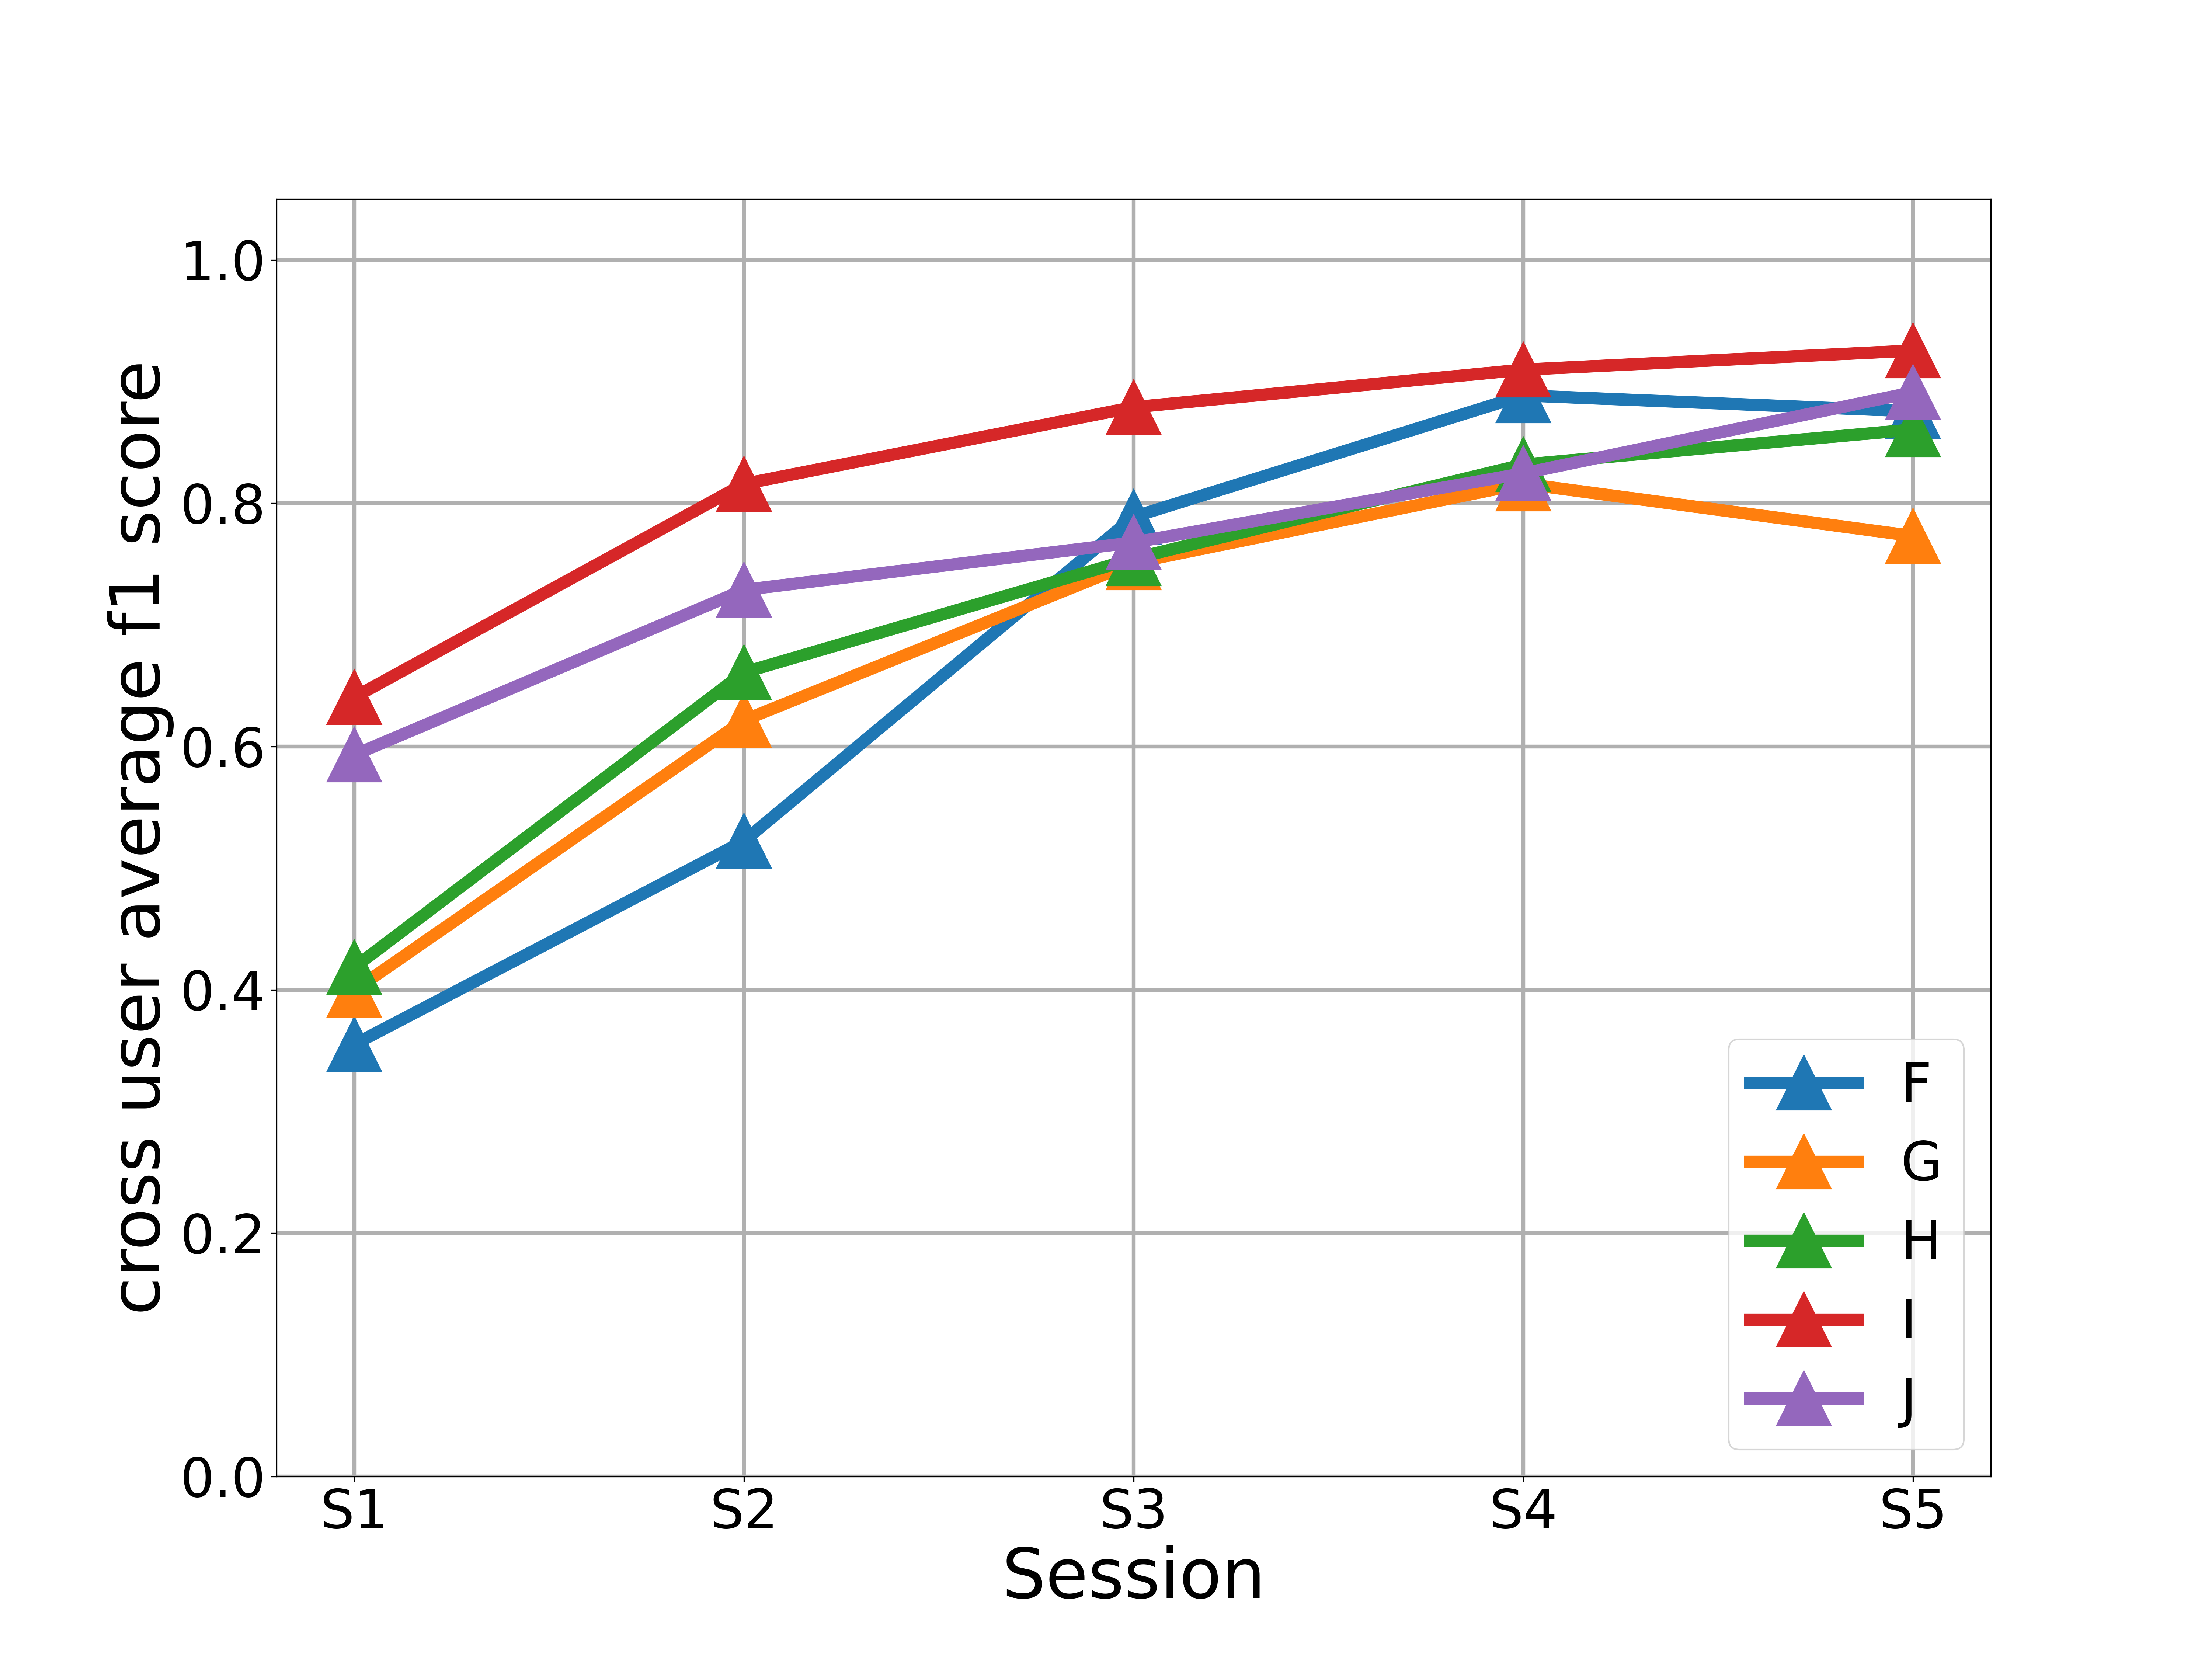 cross user average f1 score
1.0
0.8
0.6
0.4
0.2
0.0
S1 S2 S3 S4 S5
Session
F
G
H
I
J